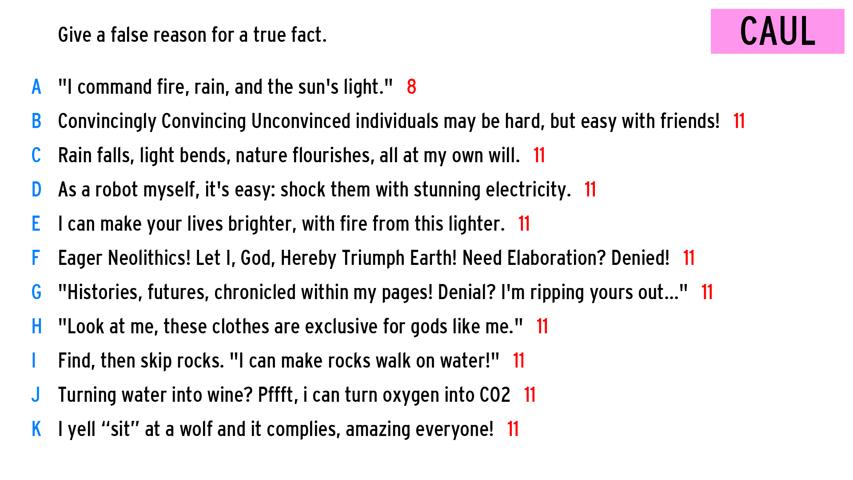 Give a false reason for a true fact.
CAUL
A "I command fire, rain, and the sun's light." 8
B Convincingly Convincing Unconvinced individuals may be hard, but easy with friends! 11
C Rain falls, light bends, nature flourishes, all at my own will. 11
D As a robot myself, it's easy: shock them with stunning electricity. 11
E I can make your lives brighter, with fire from this lighter. 11
F Eager Neolithics! Let I, God, Hereby Triumph Earth! Need Elaboration? Denied! 11
G "Histories, futures, chronicled within my pages! Denial? I'm ripping yours out..." 11
H "Look at me, these clothes are exclusive for gods like me." 11
I Find, then skip rocks. "I can make rocks walk on water!" 11
J Turning water into wine? Pffft, i can turn oxygen into CO2 11
K I yell “sit” at a wolf and it complies, amazing everyone! 11